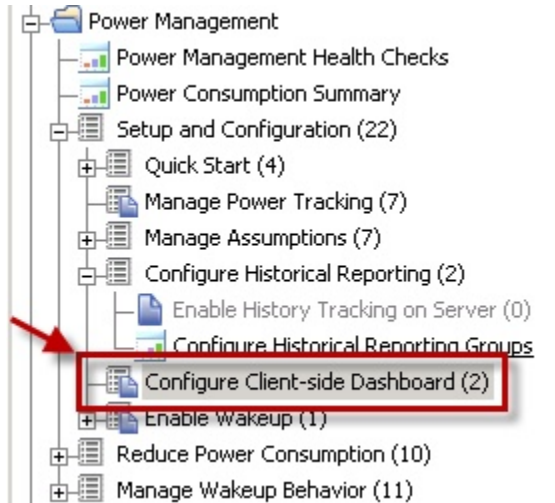 Power Management
Power Management Health Checks
Power Consumption Summary
Setup and Configuration (22)
Quick Start (4)
Manage Power Tracking (7)
Manage Assumptions (7)
Configure Historical Reporting (2)
Enable History Tracking on Server (0)
Configure Historical Reporting Groups
Configure Client-side Dashboard (2)
Enable Wakeup (1)
Reduce Power Consumption (10)
Manage Wakeup Behavior (11)